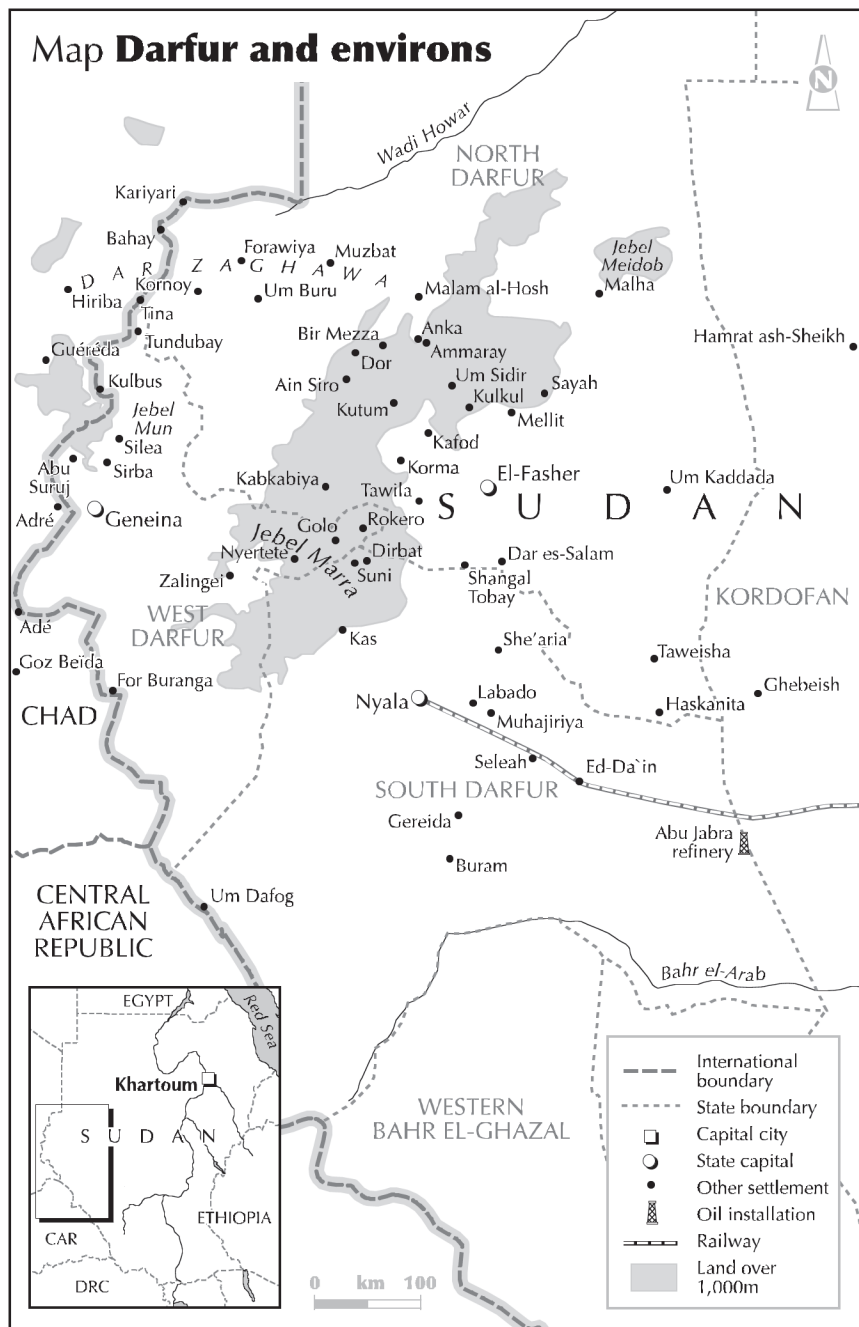 Map Darfur and environs
N
Wadi Howar
NORTH
DARFUR
Kariyari
Bahay
Forawiya
Muzbat
DAR ZAGHAWA
Jebel
Meidob
Malha
Hiriba
Kornoy
Um Buru
Malam al-Hosh
Tina
Tundubay
Bir Mezza
Anka
Ammaray
Hamrat ash-Sheikh
Guéréda
Dor
Kulbus
Ain Siro
Um Sidir
Sayah
Kulkul
Kutum
Mellit
Jebel
Mun
Silea
Kafod
Abu
Suruj
Sirba
Korma
El-Fasher
Um Kaddada
Kabkabiya
Tawila
SUDAN
Adré
Geneina
Golo
Rokero
Jebel Marra
Nyertete
Dirbat
Suni
Dar es-Salam
Shangal
Tobay
Zalingei
WEST
DARFUR
KORDOFAN
Adé
Kas
She'aria
Taweisha
Goz Beïda
For Buranga
Ghebeish
CHAD
Nyala
Labado
Haskanita
Muhajiriya
Seleah
Ed-Da`in
SOUTH DARFUR
Gereida
Abu Jabra
refinery
Buram
CENTRAL
AFRICAN
REPUBLIC
Um Dafog
Bahr el-Arab
WESTERN
BAHR EL-GHAZAL
EGYPT
Red Sea
Khartoum
SUDAN
ETHIOPIA
CAR
DRC
0 km 100
International
boundary
State boundary
Capital city
State capital
Other settlement
Oil installation
Railway
Land over
1,000m